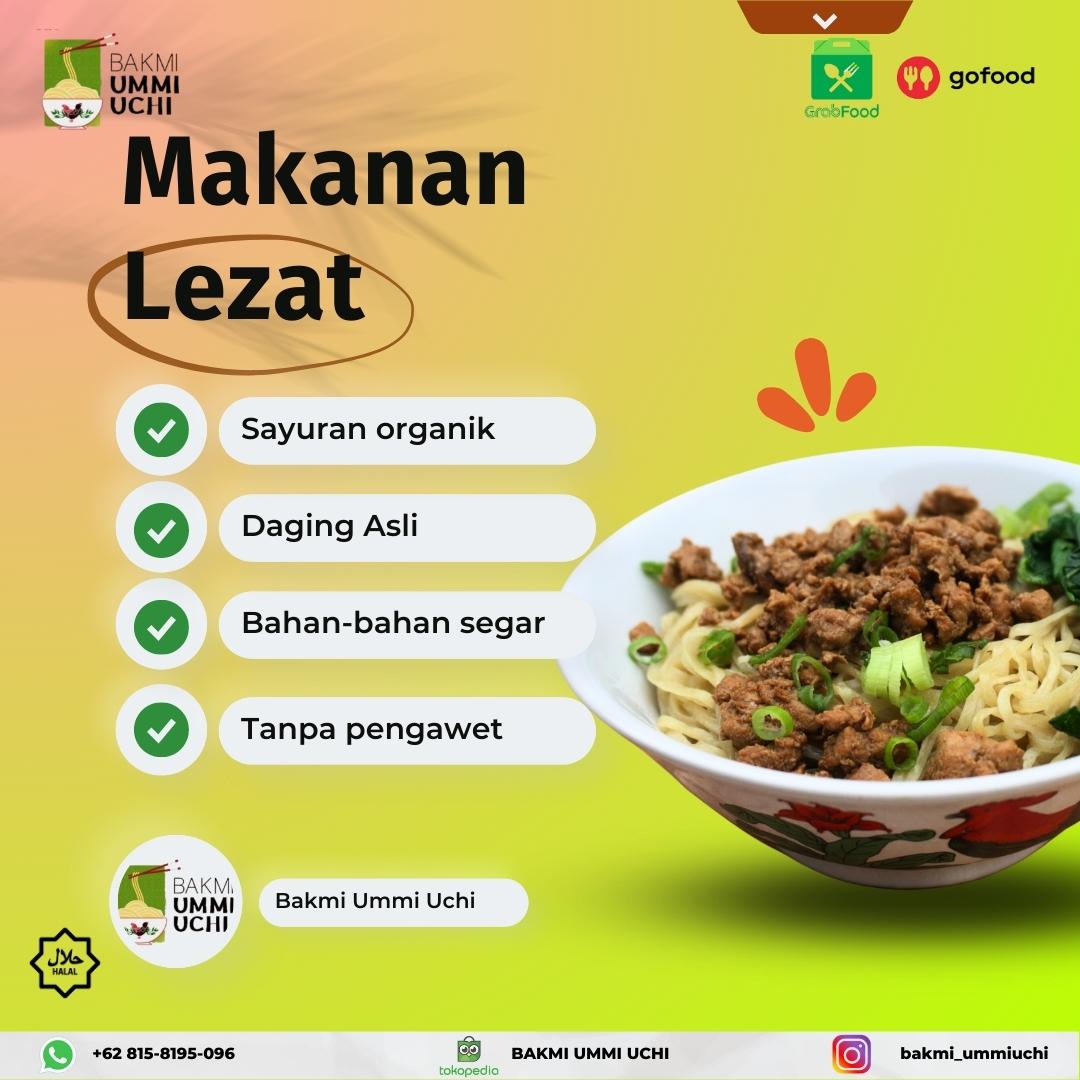 BAKMI
UMMI
UCHI
GrabFood
gofood
Makanan
Lezat
Sayuran organik
Daging Asli
Bahan-bahan segar
Tanpa pengawet
BAKMI
UMMI
UCHI
Bakmi Ummi Uchi
حلال
HALAL
+62 815-8195-096
tokopedia
BAKMI UMMI UCHI
bakmi_ummiuchi